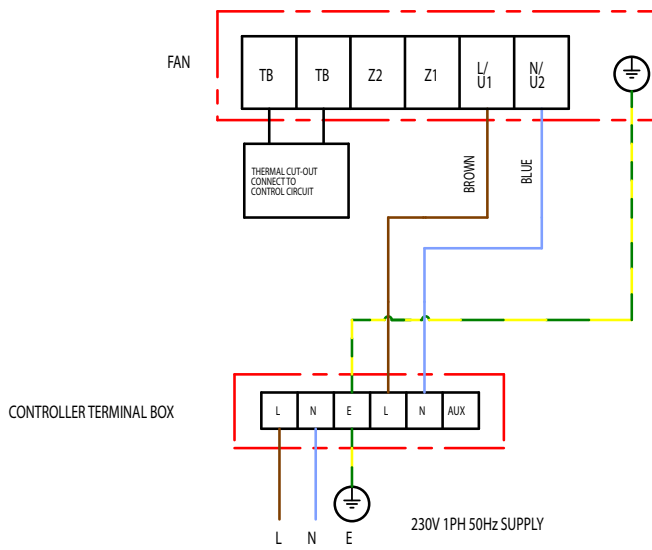 FAN
TB TB Z2 Z1 L/ N/
U1 U2
THERMAL CUT-OUT
CONNECT TO
CONTROL CIRCUIT
BROWN
BLUE
CONTROLLER TERMINAL BOX
L N E L N AUX
230V 1PH 50Hz SUPPLY
L N E